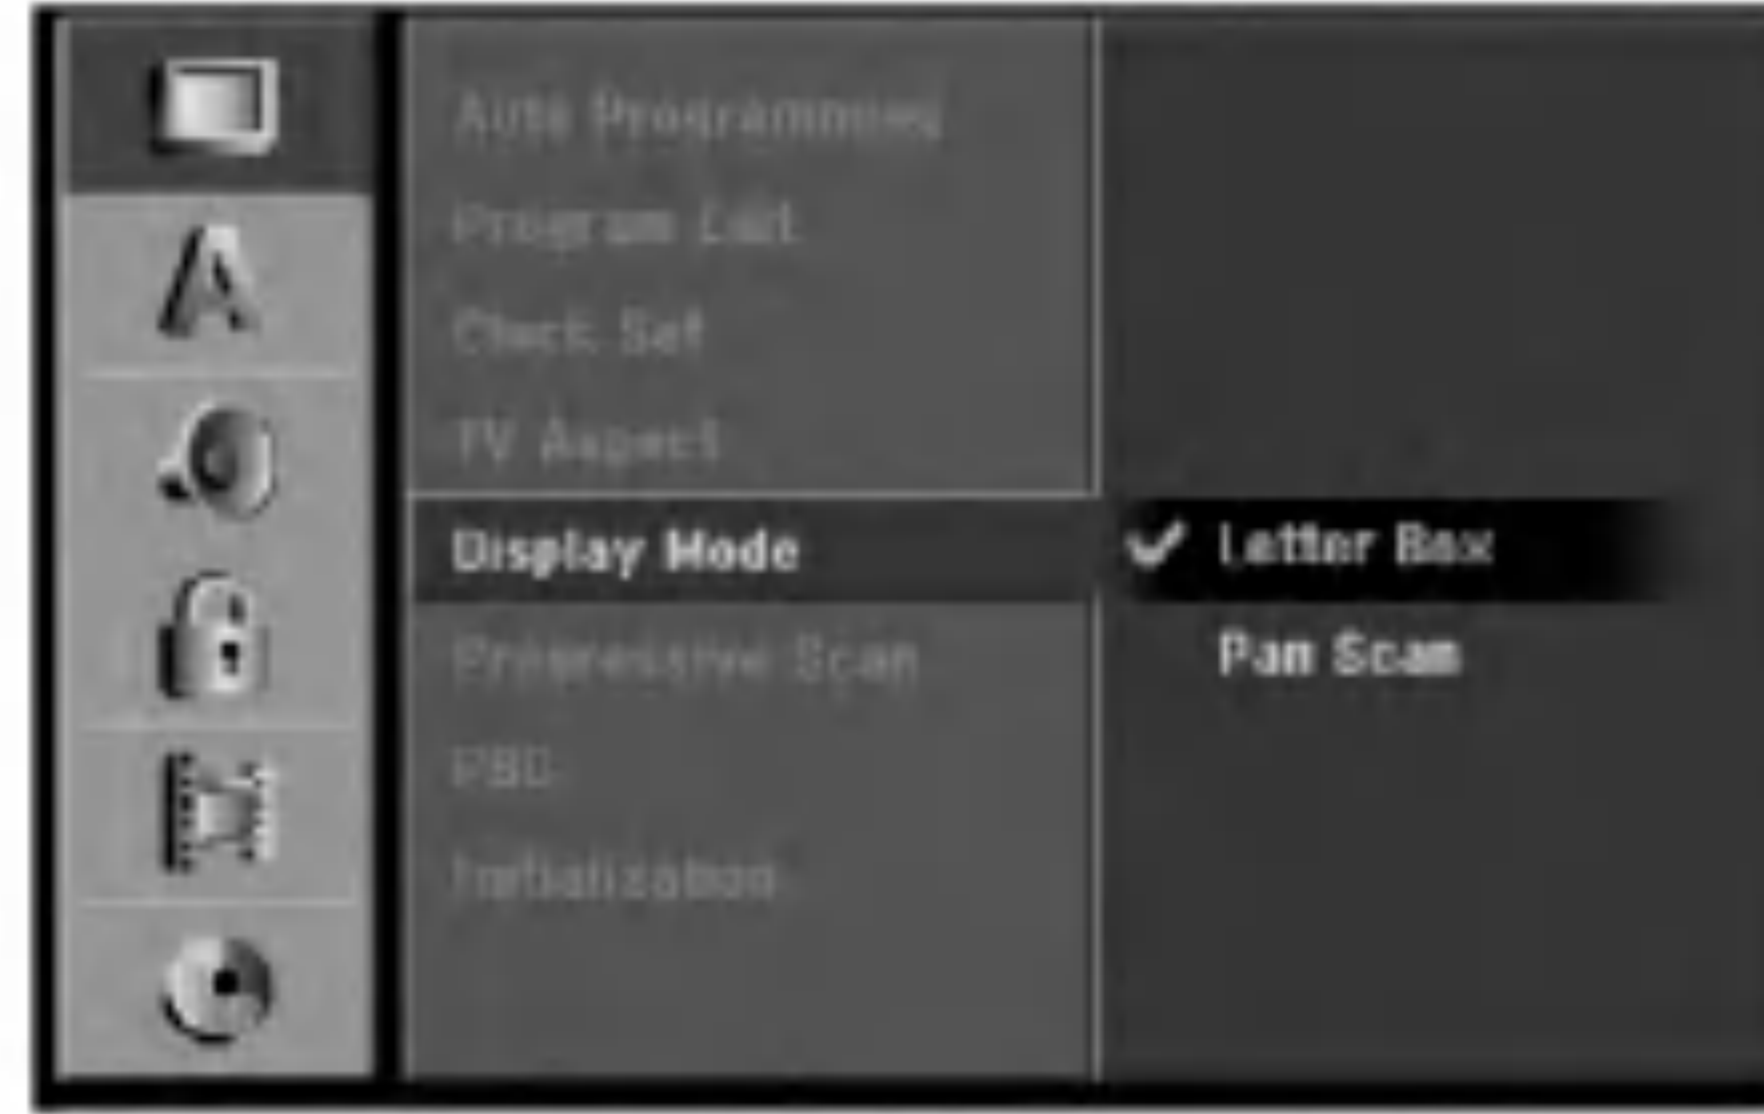 Auto Programming
Program Edit
Clock Set
TV Aspect
Display Mode
Letter Box
Progressive Scan
Pan Scan
PBC
Initialization